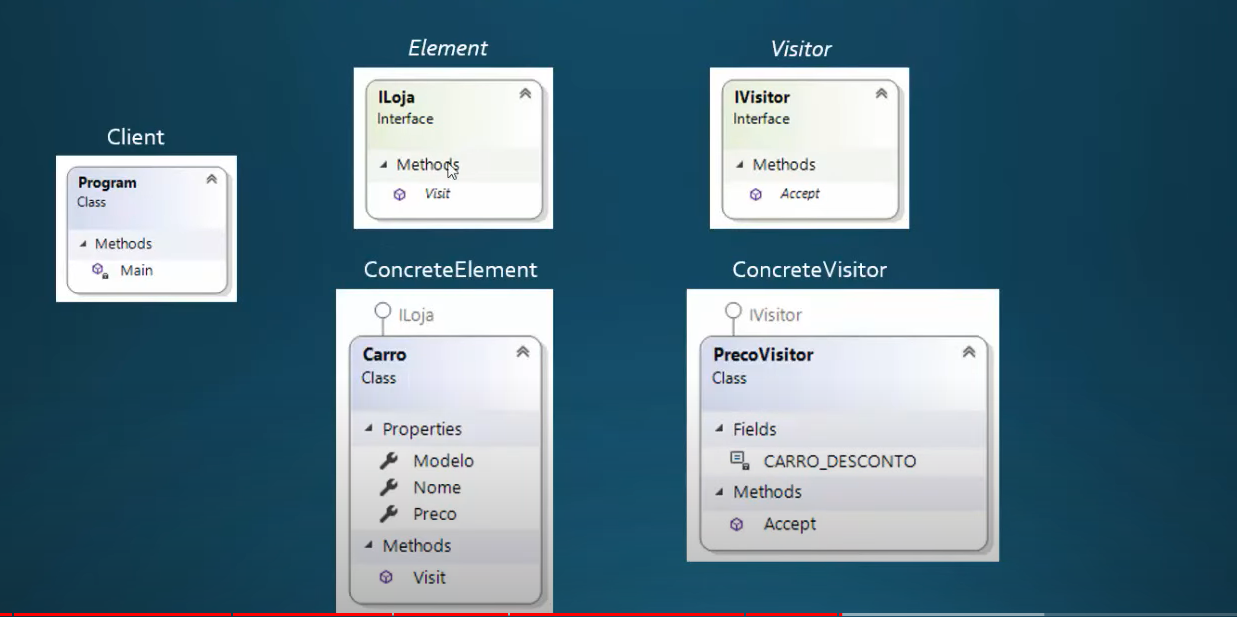 Client
Program
Class
Methods
Main
Element
ILoja
Interface
Methods
Visit
Visitor
IVisitor
Interface
Methods
Accept
ConcreteElement
ILoja
Carro
Class
Properties
Modelo
Nome
Preco
Methods
Visit
ConcreteVisitor
IVisitor
PrecoVisitor
Class
Fields
CARRO_DESCONTO
Methods
Accept